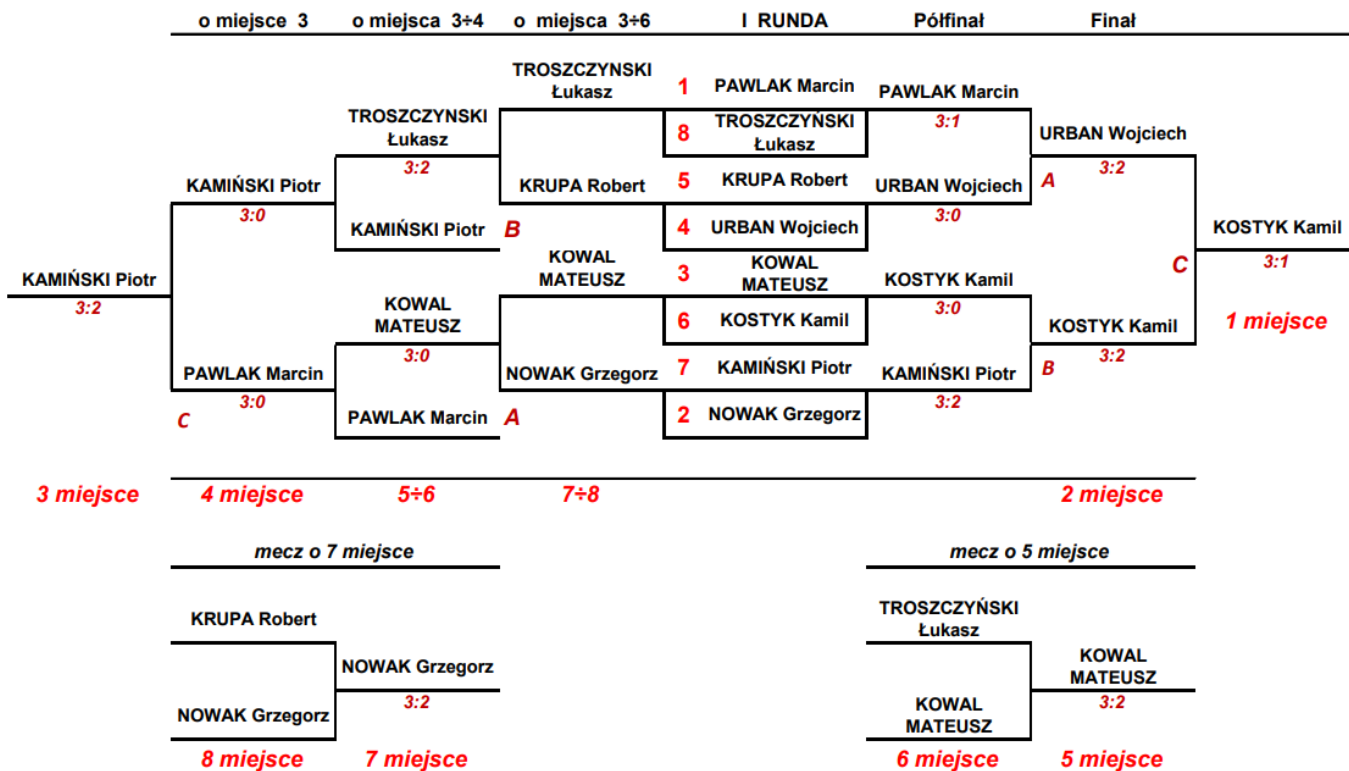 o miejsce 3 o miejsca 3÷4 o miejsca 3÷6 I RUNDA Półfinał Finał
TROSZCZYNSKI
Łukasz
1 PAWLAK Marcin
PAWLAK Marcin
3:1
TROSZCZYNSKI
Łukasz
3:2
8 TROSZCZYŃSKI
Łukasz
URBAN Wojciech
3:2
KAMIŃSKI Piotr
3:0
KRUPA Robert
5 KRUPA Robert
URBAN Wojciech
3:0
A
KAMIŃSKI Piotr
B
4 URBAN Wojciech
KOSTYK Kamil
3:1
C
KOWAL
MATEUSZ
3 KOWAL
MATEUSZ
KOSTYK Kamil
3:0
KAMIŃSKI Piotr
3:2
KOWAL
MATEUSZ
3:0
6 KOSTYK Kamil
KOSTYK Kamil
3:2
1 miejsce
PAWLAK Marcin
3:0
C
NOWAK Grzegorz
7 KAMIŃSKI Piotr
KAMIŃSKI Piotr
3:2
B
PAWLAK Marcin
A
2 NOWAK Grzegorz
3 miejsce 4 miejsce 5÷6 7÷8 2 miejsce
mecz o 7 miejsce
KRUPA Robert
NOWAK Grzegorz
3:2
NOWAK Grzegorz
8 miejsce 7 miejsce
mecz o 5 miejsce
TROSZCZYŃSKI
Łukasz
KOWAL
MATEUSZ
3:2
KOWAL
MATEUSZ
6 miejsce 5 miejsce